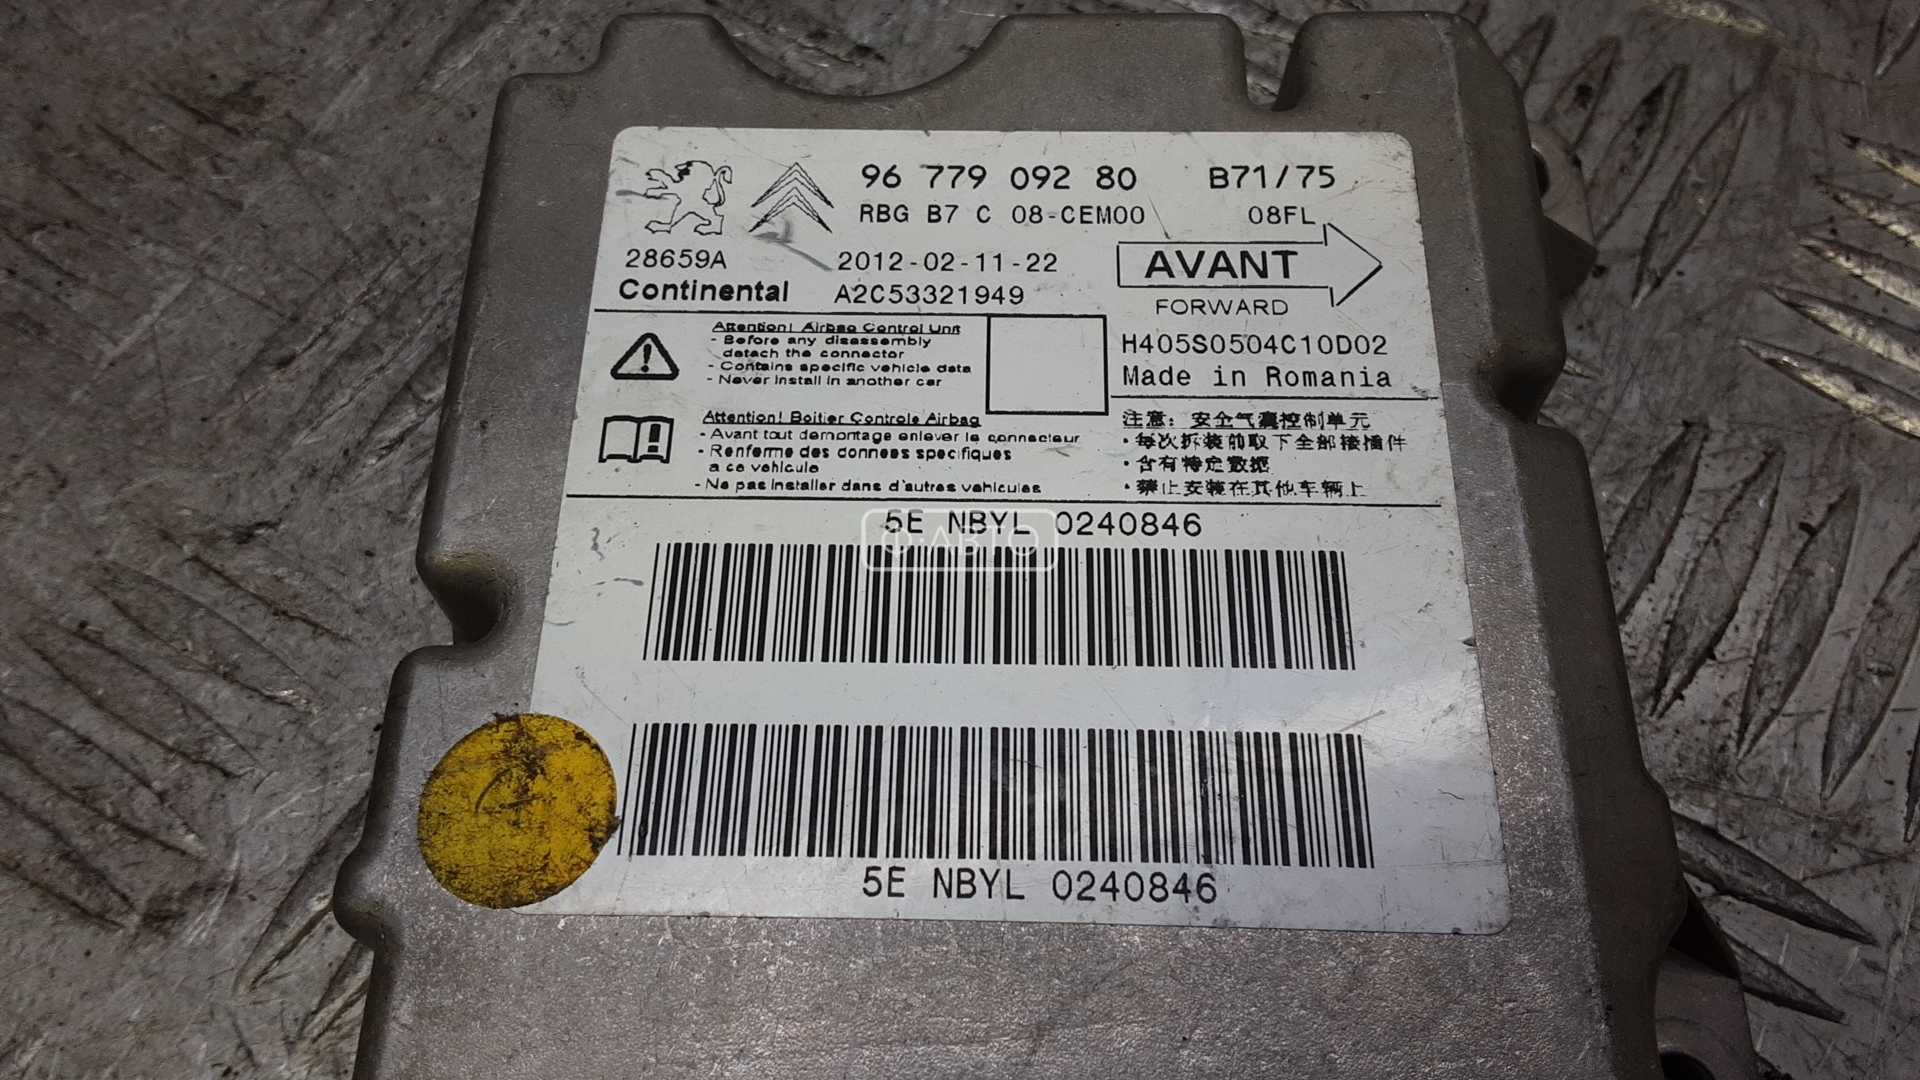 96 779 092 80 B71/75
RBG B7 C 08-CEM00 08FL
28659A 2012-02-11-22 AVANT
Continental A2C53321949 FORWARD
Attention! Airbag Control Unit
- Before any disassembly
detach the connector
- Contains specific vehicle data
- Never install in another car
H405S0504C10D02
Made in Romania
Attention! Boitier Controle Airbag
- Avant tout demontage enlever le connecteur
- Renferme des donnees specifiques
a ce vehicule
- Ne pas installer dans d'autres vehicules
注意: 安全气囊控制单元
· 每次拆装前取下全部接插件
· 含有特定数据
· 禁止安装在其他车辆上
5E NBYL 0240846
Ф·АВТО
5E NBYL 0240846